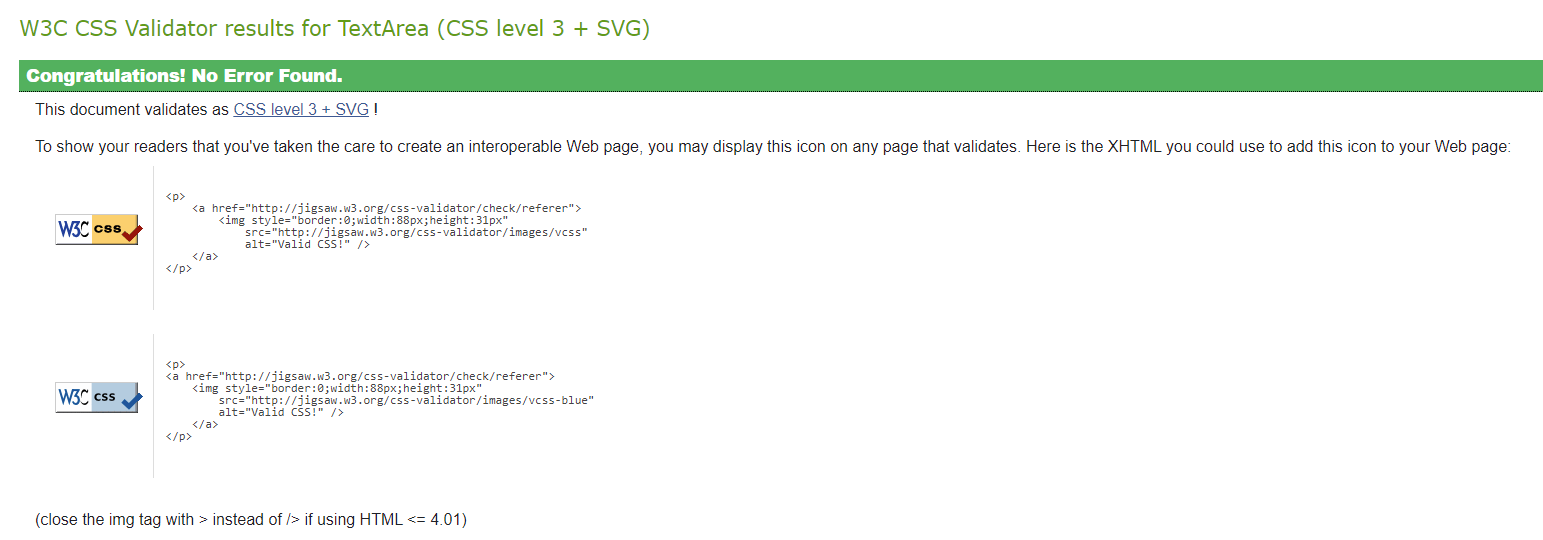 W3C CSS Validator results for TextArea (CSS level 3 + SVG)
Congratulations! No Error Found.
This document validates as CSS level 3 + SVG !
To show your readers that you've taken the care to create an interoperable Web page, you may display this icon on any page that validates. Here is the XHTML you could use to add this icon to your Web page:
W3C css
<p>
<a href="http://jigsaw.w3.org/css-validator/check/referer">
<img style="border:0;width:88px;height:31px"
src="http://jigsaw.w3.org/css-validator/images/vcss"
alt="Valid CSS!" />
</a>
</p>
W3C css
<p>
<a href="http://jigsaw.w3.org/css-validator/check/referer">
<img style="border:0;width:88px;height:31px"
src="http://jigsaw.w3.org/css-validator/images/vcss-blue"
alt="Valid CSS!" />
</a>
</p>
(close the img tag with > instead of /> if using HTML <= 4.01)